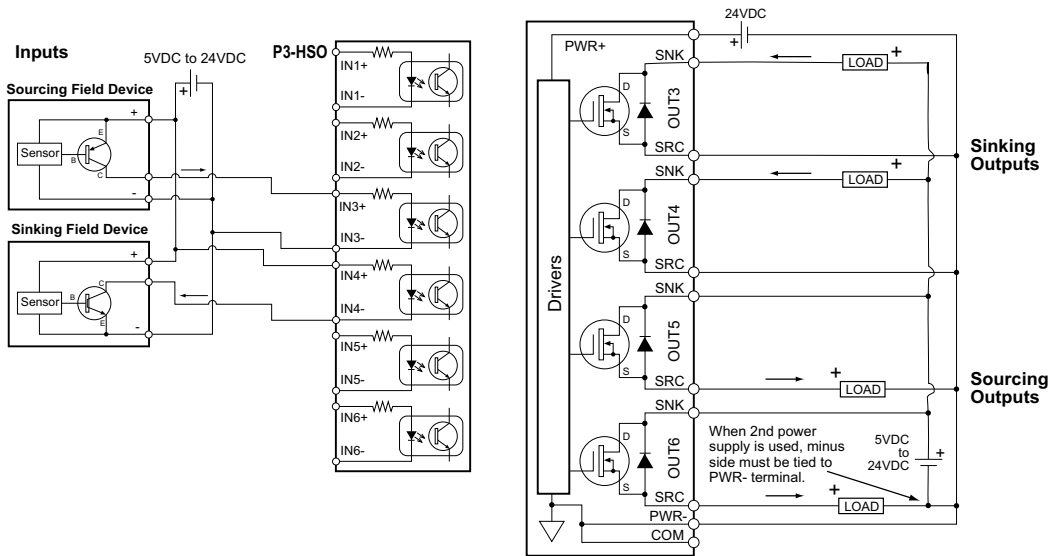 Inputs
5VDC to 24VDC
+
Sourcing Field Device
+
E
Sensor
B
C
-
Sinking Field Device
+
C
Sensor
B
E
-
P3-HSO
IN1+
IN1-
IN2+
IN2-
IN3+
IN3-
IN4+
IN4-
IN5+
IN5-
IN6+
IN6-
24VDC
+
PWR+
SNK
+
LOAD
D
OUT3
S
SRC
Sinking
Outputs
SNK
+
LOAD
D
OUT4
S
SRC
Drivers
SNK
D
OUT5
S
SRC
+
LOAD
Sourcing
Outputs
SNK
D
OUT6
S
SRC
When 2nd power
supply is used, minus
side must be tied to
PWR- terminal.
5VDC
to
24VDC
+
+
LOAD
PWR-
COM